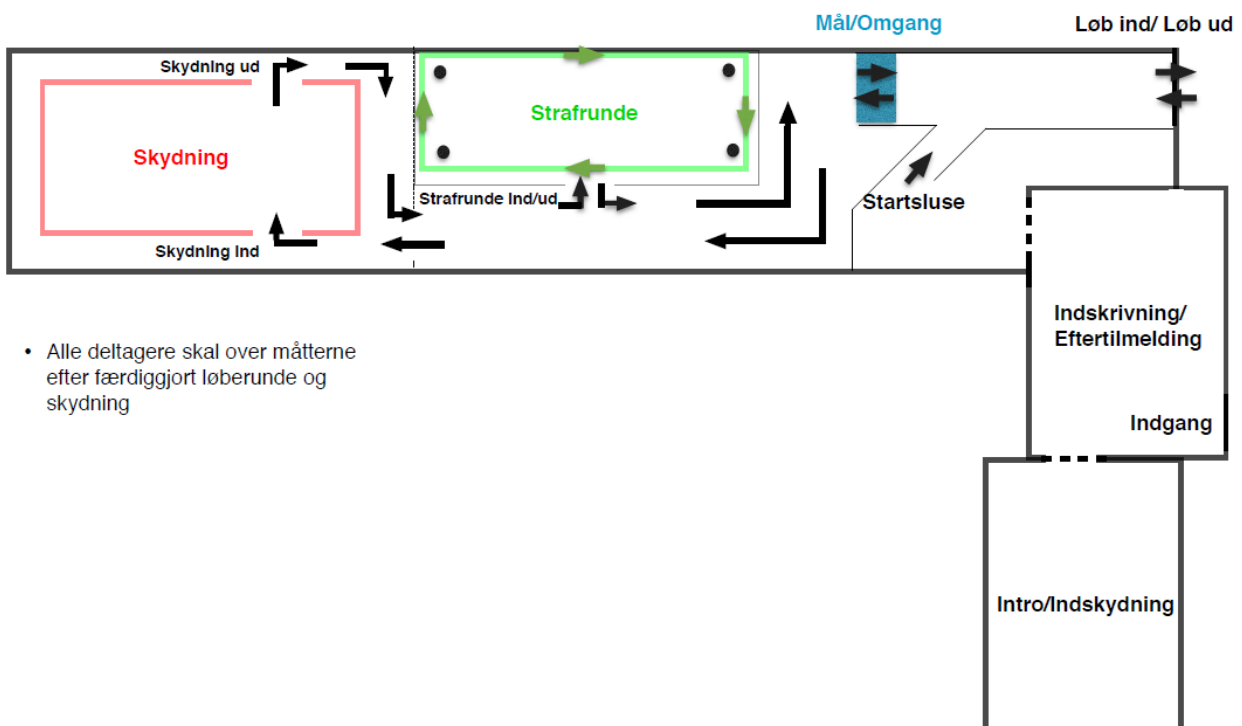 Mål/Omgang
Løb ind/ Løb ud
Skydning ud
Strafrunde
Skydning
Strafrunde Ind/ud
Startsluse
Skydning Ind
Indskrivning/
Eftertilmelding
• Alle deltagere skal over måtterne
efter færdiggjort løberunde og
skydning
Indgang
Intro/Indskydning